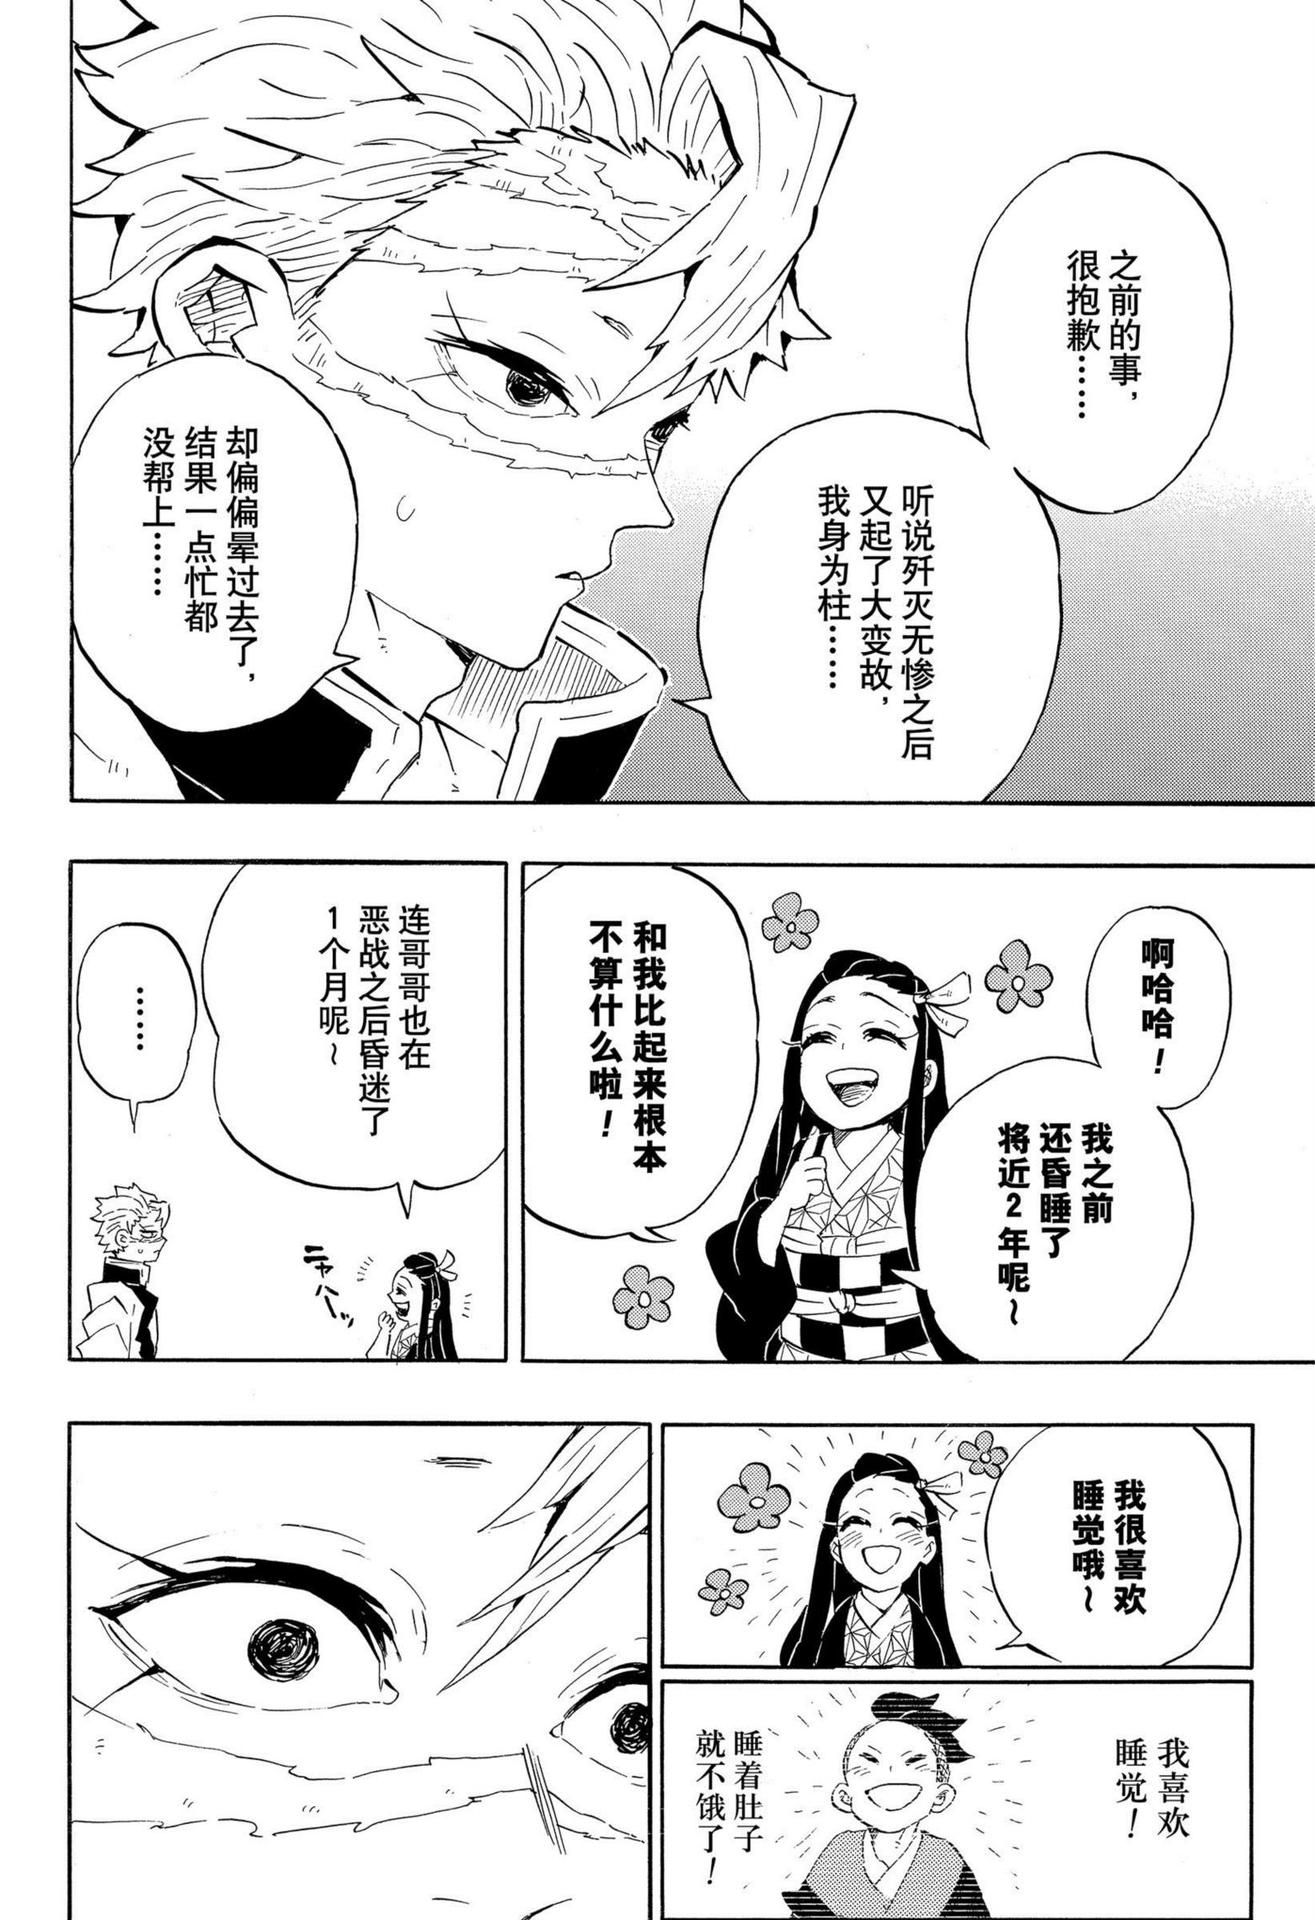 之前的事，
很抱歉……
听说歼灭无惨之后
又起了大变故，
我身为柱……
却偏偏晕过去了，
结果一点忙都
没帮上……
啊哈哈！
我之前
还昏睡了
将近2年呢～
和我比起来根本
不算什么啦！
连哥哥也在
恶战之后昏迷了
1个月呢～
ニャハーッ
……
我很喜欢
睡觉哦～
我喜欢
睡觉！
睡着肚子
就不饿了！